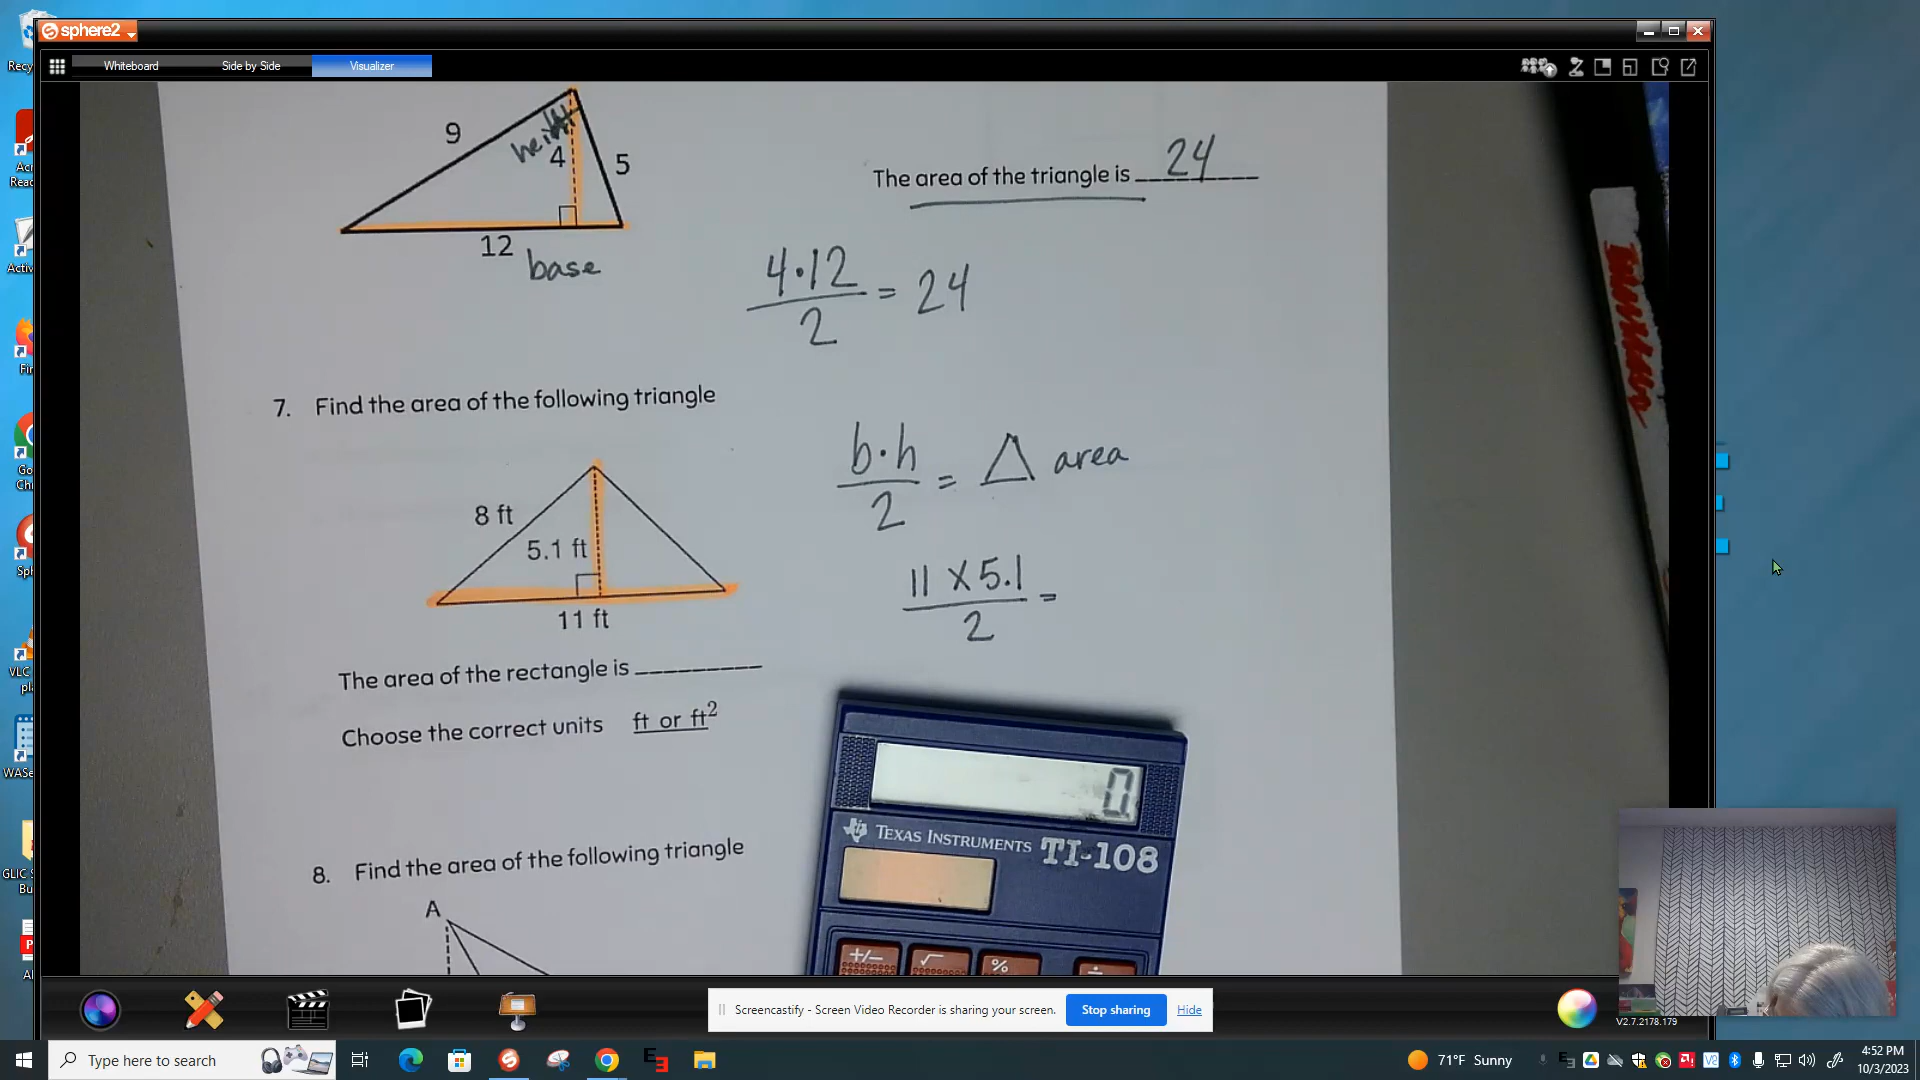 sphere2
Whiteboard Side by Side Visualizer
9
height
4
5
12
base
The area of the triangle is 24
4·12
2
= 24
7. Find the area of the following triangle
8 ft
5.1 ft
11 ft
b·h
2
= △ area
11 X 5.1
2
=
The area of the rectangle is _________
Choose the correct units ft or ft²
0.
TEXAS INSTRUMENTS TI-108
+/− √ % ÷
8. Find the area of the following triangle
A
Screencastify - Screen Video Recorder is sharing your screen. Stop sharing Hide
V2.7.2178.179
Type here to search
71°F Sunny
4:52 PM
10/3/2023